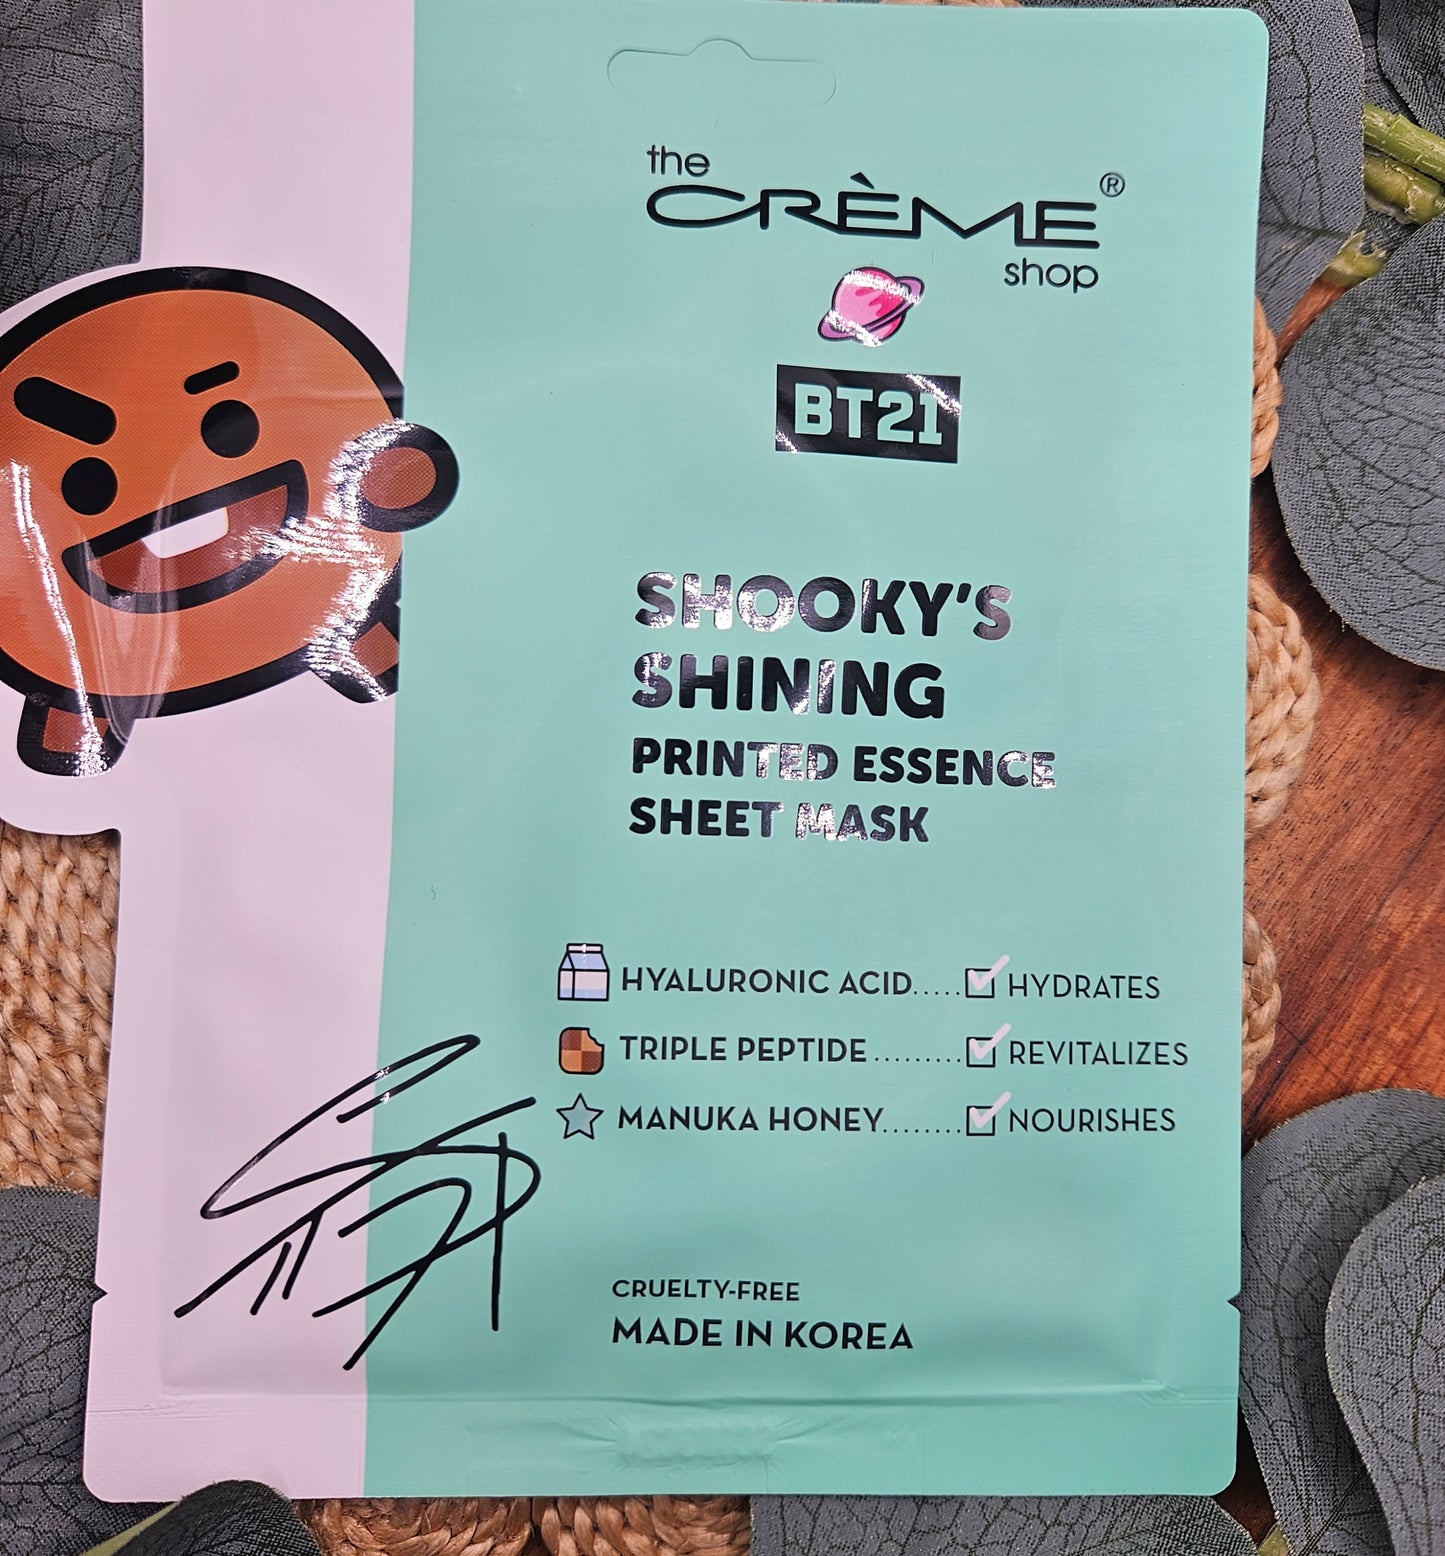 the
CRÈME®
shop
BT21
SHOOKY'S
SHINING
PRINTED ESSENCE
SHEET MASK
HYALURONIC ACID.....HYDRATES
TRIPLE PEPTIDE.........REVITALIZES
MANUKA HONEY........NOURISHES
CRUELTY-FREE
MADE IN KOREA